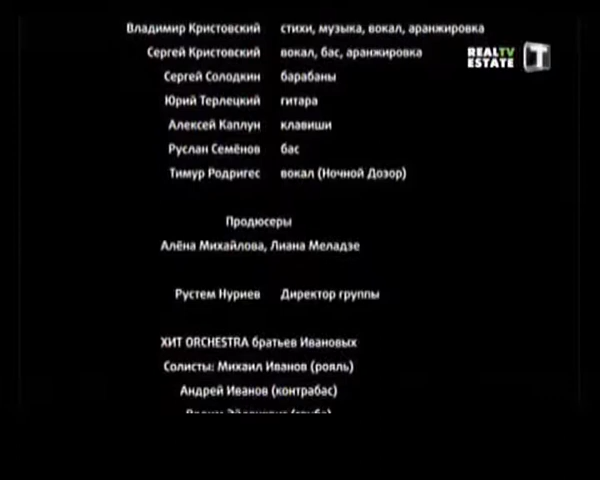 Владимир Кристовский стихи, музыка, вокал, аранжировка
Сергей Кристовский вокал, бас, аранжировка
REALTV
ESTATE
T
Сергей Солодкин барабаны
Юрий Терлецкий гитара
Алексей Каплун клавиши
Руслан Семёнов бас
Тимур Родригес вокал (Ночной Дозор)
Продюсеры
Алёна Михайлова, Лиана Меладзе
Рустем Нуриев Директор группы
ХИТ ORCHESTRA братьев Ивановых
Солисты: Михаил Иванов (рояль)
Андрей Иванов (контрабас)